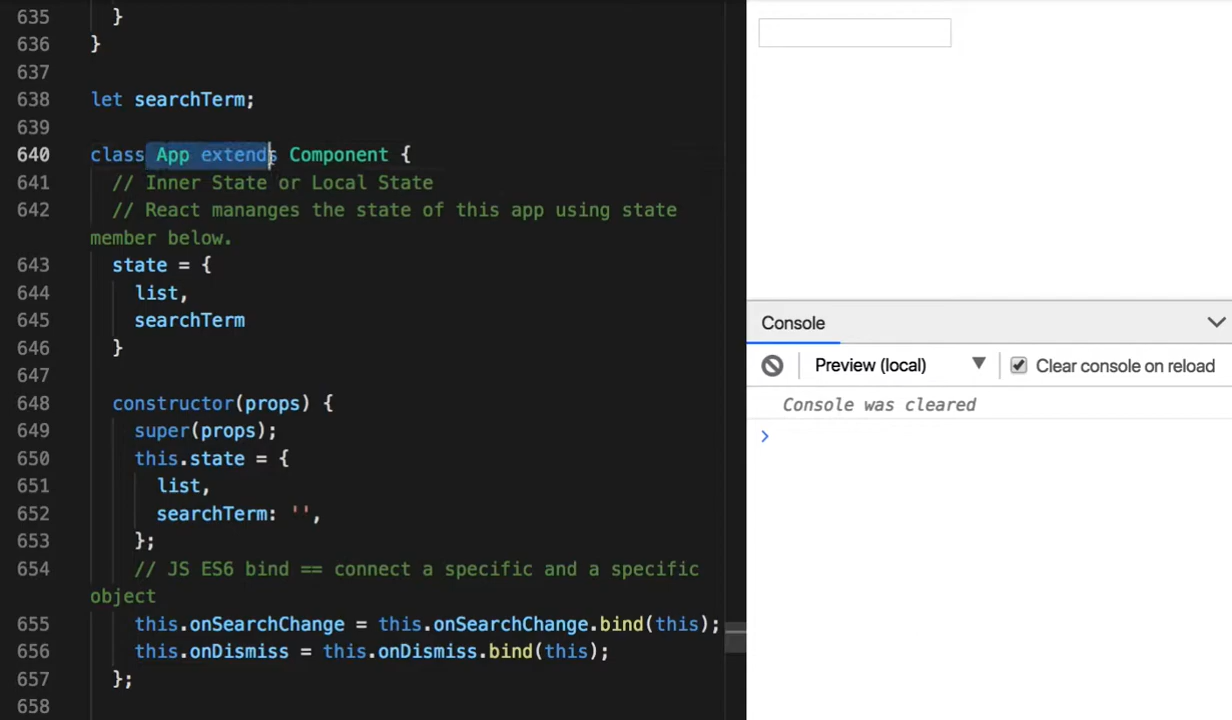 635 }
636 }
637
638 let searchTerm;
639
640 class App extends Component {
641 // Inner State or Local State
642 // React mananges the state of this app using state
member below.
643 state = {
644 list,
645 searchTerm
646 }
647
648 constructor(props) {
649 super(props);
650 this.state = {
651 list,
652 searchTerm: '',
653 };
654 // JS ES6 bind == connect a specific and a specific
object
655 this.onSearchChange = this.onSearchChange.bind(this);
656 this.onDismiss = this.onDismiss.bind(this);
657 };
658
Console
Preview (local) ▼ Clear console on reload
Console was cleared
>